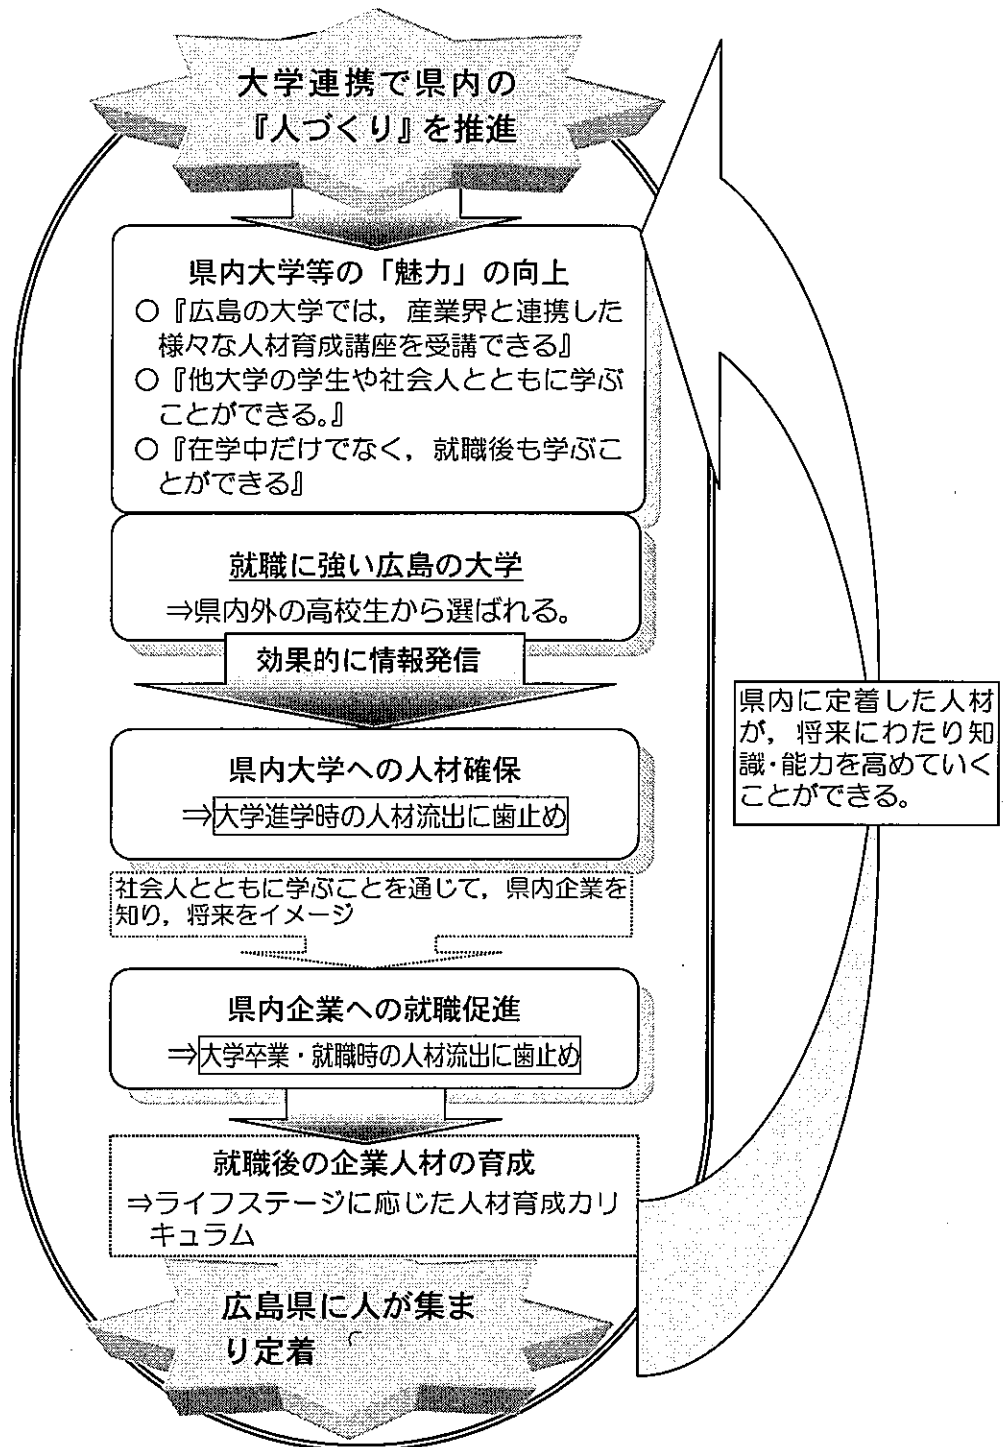 大学連携で県内の
『人づくり』を推進
県内大学等の「魅力」の向上
○『広島の大学では，産業界と連携した
様々な人材育成講座を受講できる』
○『他大学の学生や社会人とともに学ぶ
ことができる。』
○『在学中だけでなく，就職後も学ぶこ
とができる』
就職に強い広島の大学
⇒県内外の高校生から選ばれる。
効果的に情報発信
県内大学への人材確保
⇒大学進学時の人材流出に歯止め
社会人とともに学ぶことを通じて，県内企業を
知り，将来をイメージ
県内企業への就職促進
⇒大学卒業・就職時の人材流出に歯止め
就職後の企業人材の育成
⇒ライフステージに応じた人材育成カリ
キュラム
広島県に人が集ま
り定着
県内に定着した人材
が，将来にわたり知
識・能力を高めていく
ことができる。